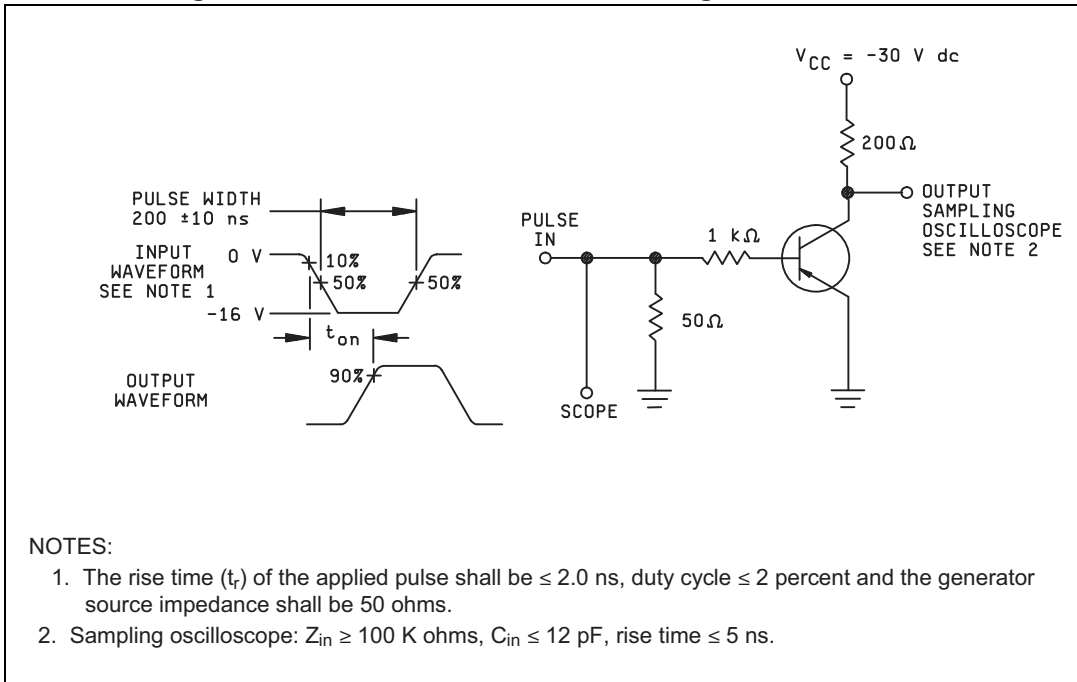 V_CC = -30 V dc
200Ω
OUTPUT
SAMPLING
OSCILLOSCOPE
SEE NOTE 2
PULSE WIDTH
200 ±10 ns
INPUT
WAVEFORM
SEE NOTE 1
0 V
10%
50%
50%
-16 V
t_on
90%
OUTPUT
WAVEFORM
PULSE
IN
1 kΩ
50Ω
SCOPE
NOTES:
1. The rise time (t_r) of the applied pulse shall be ≤ 2.0 ns, duty cycle ≤ 2 percent and the generator
source impedance shall be 50 ohms.
2. Sampling oscilloscope: Z_in ≥ 100 K ohms, C_in ≤ 12 pF, rise time ≤ 5 ns.